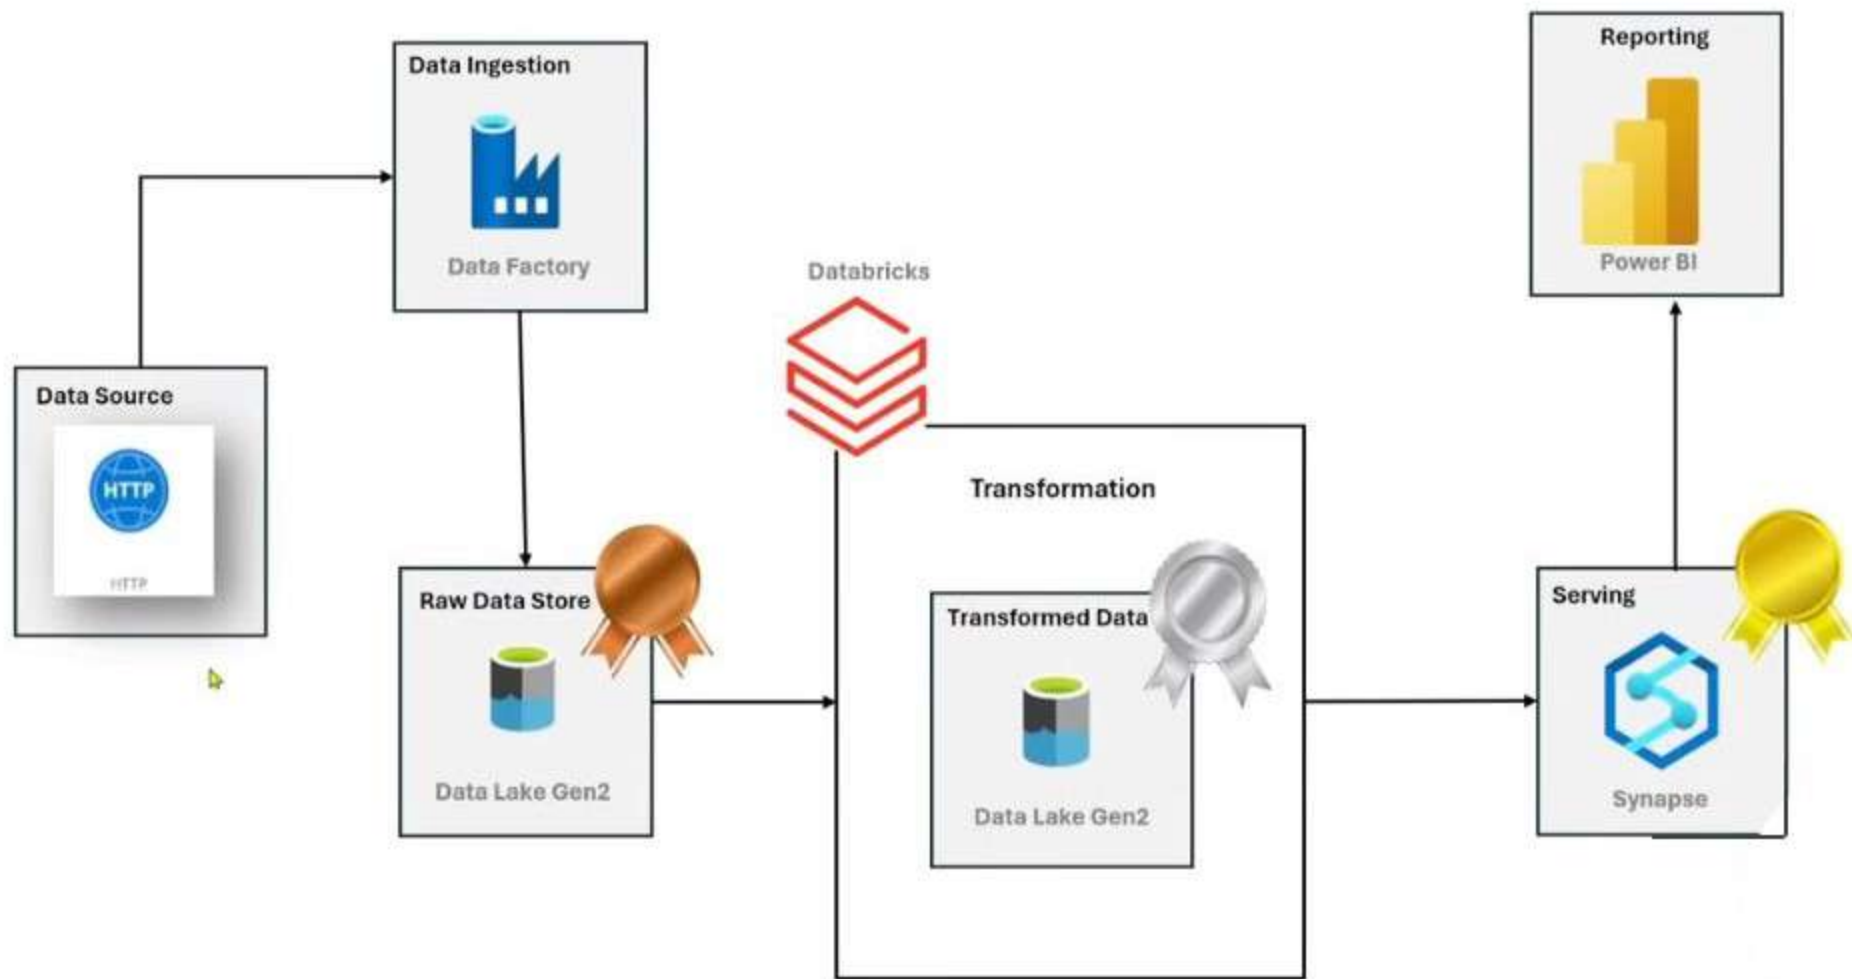 Data Source
HTTP
HTTP
Data Ingestion
Data Factory
Raw Data Store
Data Lake Gen2
Databricks
Transformation
Transformed Data
Data Lake Gen2
Serving
Synapse
Reporting
Power BI